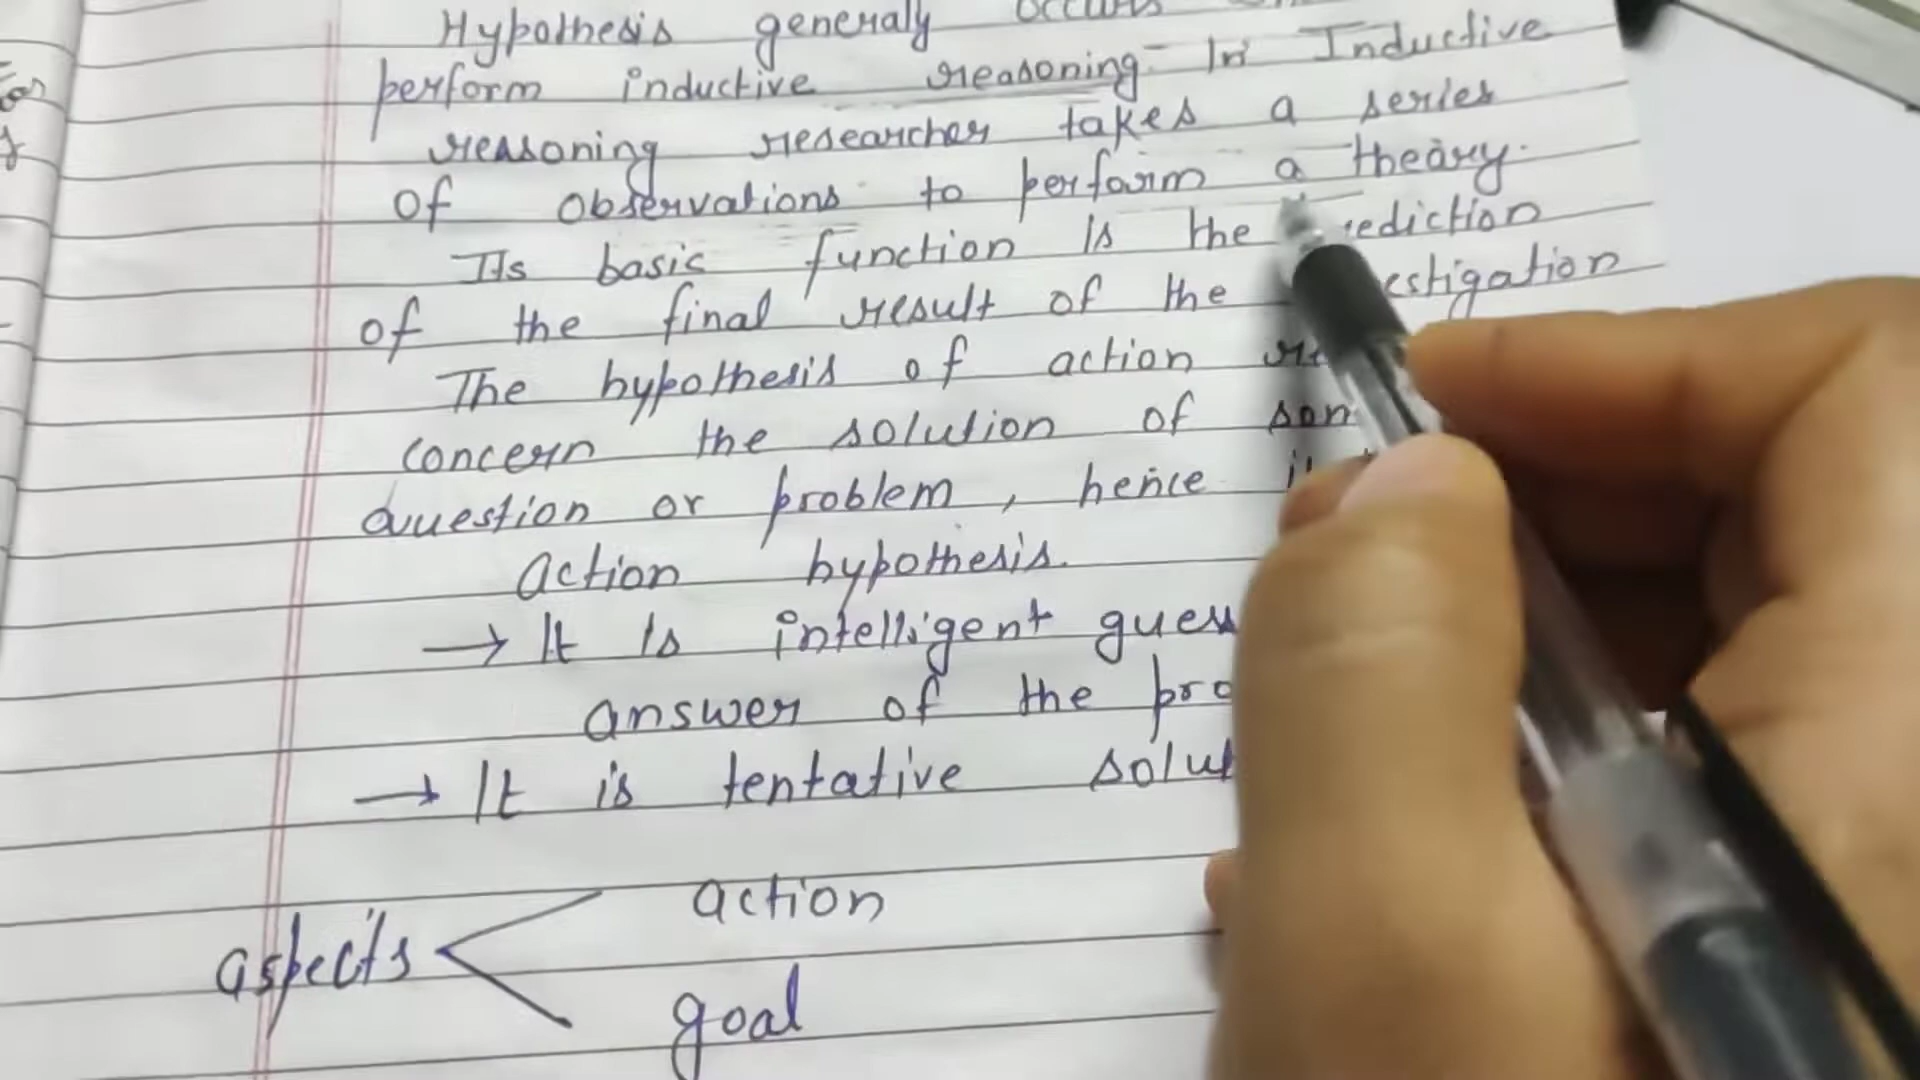 Hypothesis generaly occurs
perform inductive reasoning In Inductive
reasoning researcher takes a series
of observations to perform a theory.
Its basic function is the
of the final result of the
The hypothesis of action
concern the solution of
question or problem, hence
action hypothesis.
→ It is intelligent
answer of the
→ It is tentative
aspects action
goal